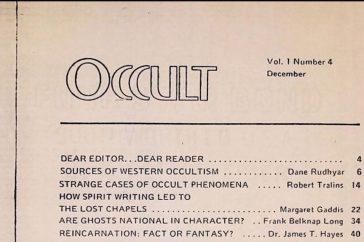 OCCULT
Vol. 1 Number 4
December
DEAR EDITOR...DEAR READER ........................ 4
SOURCES OF WESTERN OCCULTISM ............ Dane Rudhyar 6
STRANGE CASES OF OCCULT PHENOMENA ..... Robert Tralins 14
HOW SPIRIT WRITING LED TO
THE LOST CHAPELS ........................ Margaret Gaddis 22
ARE GHOSTS NATIONAL IN CHARACTER? .. Frank Belknap Long 34
REINCARNATION: FACT OR FANTASY? ..... Dr. James T. Hayes 40